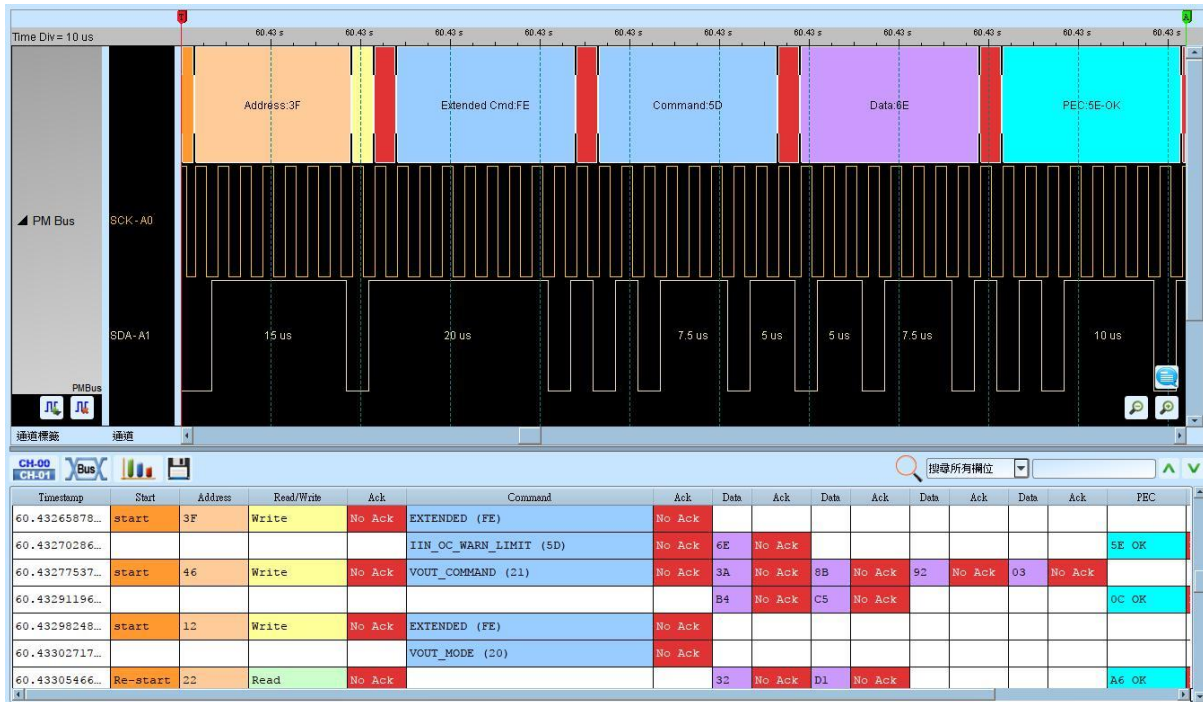 T
A
Time Div = 10 us
60.43 s 60.43 s 60.43 s 60.43 s 60.43 s 60.43 s 60.43 s 60.43 s 60.43 s 60.43 s 60.43 s
Address:3F Extended Cmd:FE Command:5D Data:6E PEC:5E-OK
PM Bus SCK-A0
SDA-A1 15 us 20 us 7.5 us 5 us 5 us 7.5 us 10 us
PMBus
通道標籤 通道
CH-00
CH-01
Bus
搜尋所有欄位
Timestamp Start Address Read/Write Ack Command Ack Data Ack Data Ack Data Ack Data Ack PEC
60.43265878... start 3F Write No Ack EXTENDED (FE) No Ack
60.43270286... IIN_OC_WARN_LIMIT (5D) No Ack 6E No Ack 5E OK
60.43277537... start 46 Write No Ack VOUT_COMMAND (21) No Ack 3A No Ack 8B No Ack 92 No Ack 03 No Ack
60.43291196... B4 No Ack C5 No Ack 0C OK
60.43298248... start 12 Write No Ack EXTENDED (FE) No Ack
60.43302717... VOUT_MODE (20) No Ack
60.43305466... Re-start 22 Read No Ack 32 No Ack D1 No Ack A6 OK